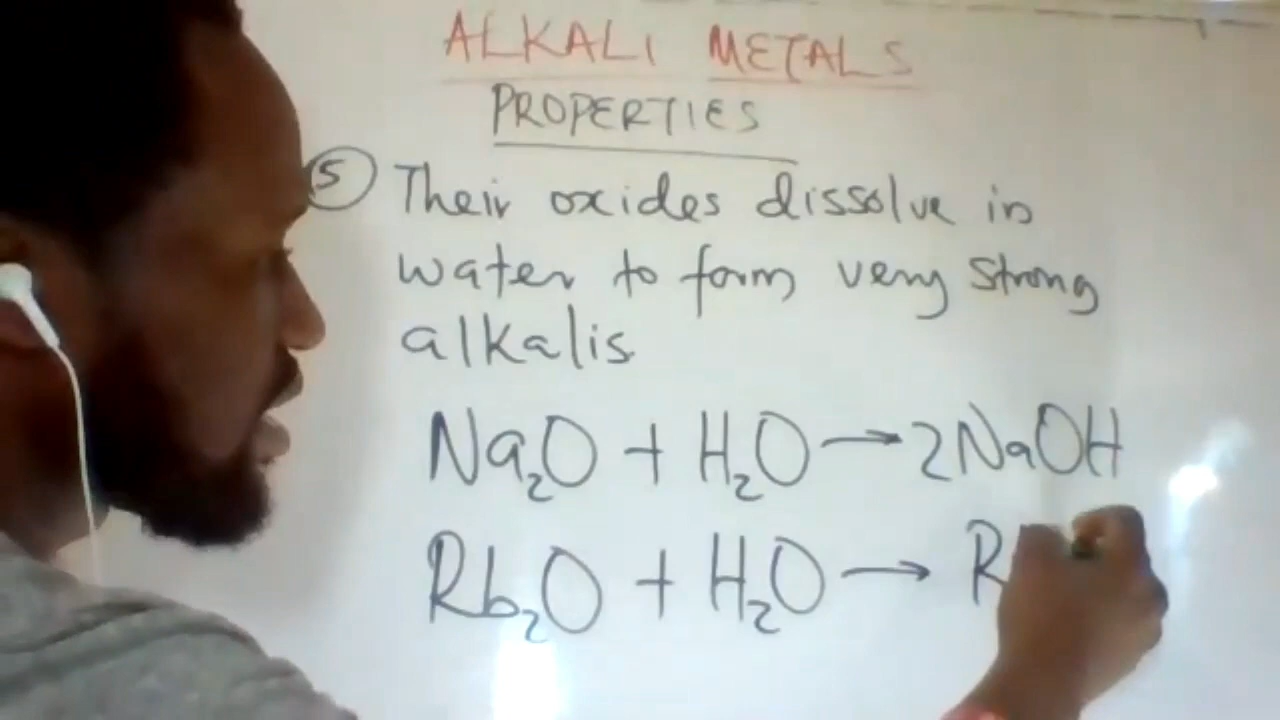 ALKALI METALS
PROPERTIES
⑤ Their oxides dissolve in
water to form very strong
alkalis
Na₂O + H₂O → 2NaOH
Rb₂O + H₂O → R